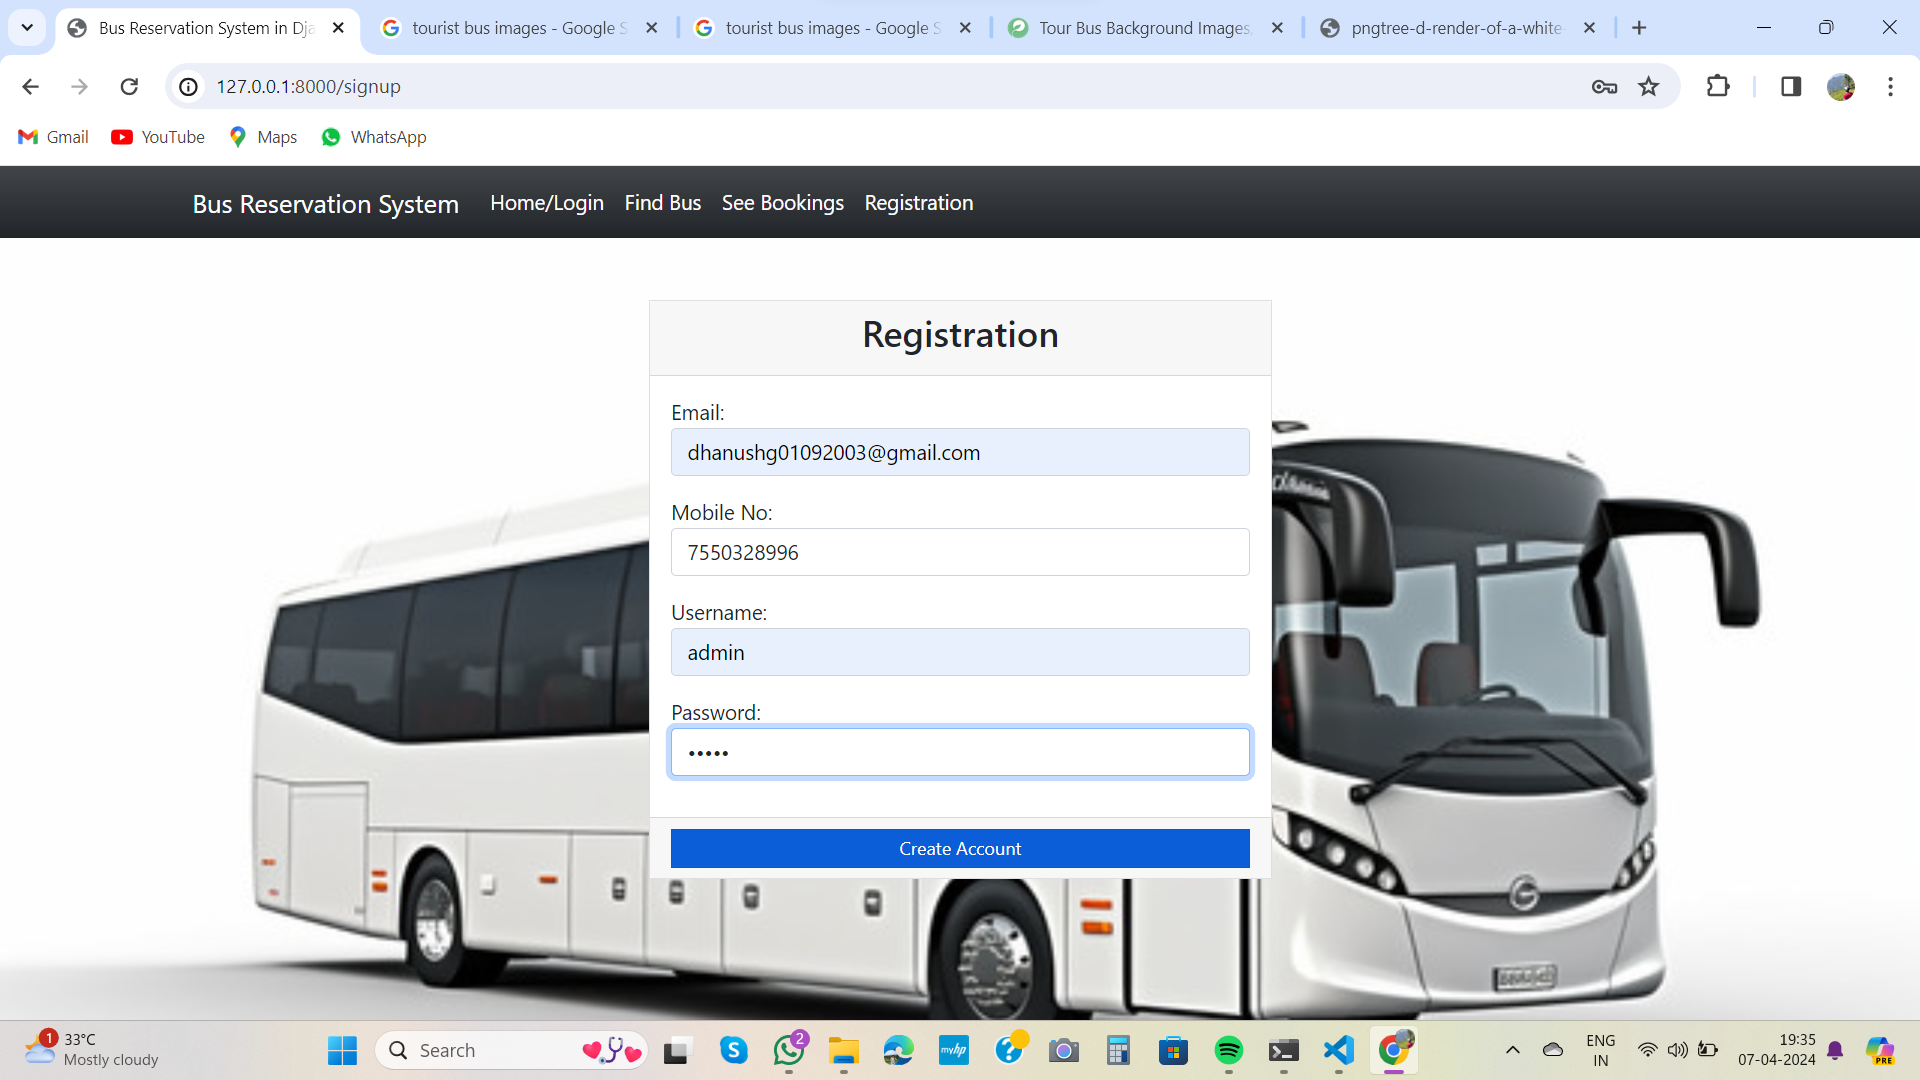 Bus Reservation System in Dja
tourist bus images - Google S
tourist bus images - Google S
Tour Bus Background Images,
pngtree-d-render-of-a-white-
127.0.0.1:8000/signup
Gmail
YouTube
Maps
WhatsApp
Bus Reservation System
Home/Login
Find Bus
See Bookings
Registration
Registration
Email:
dhanushg01092003@gmail.com
Mobile No:
7550328996
Username:
admin
Password:
•••••
Create Account
1
33°C
Mostly cloudy
Search
2
myhp
ENG
IN
19:35
07-04-2024
PRE